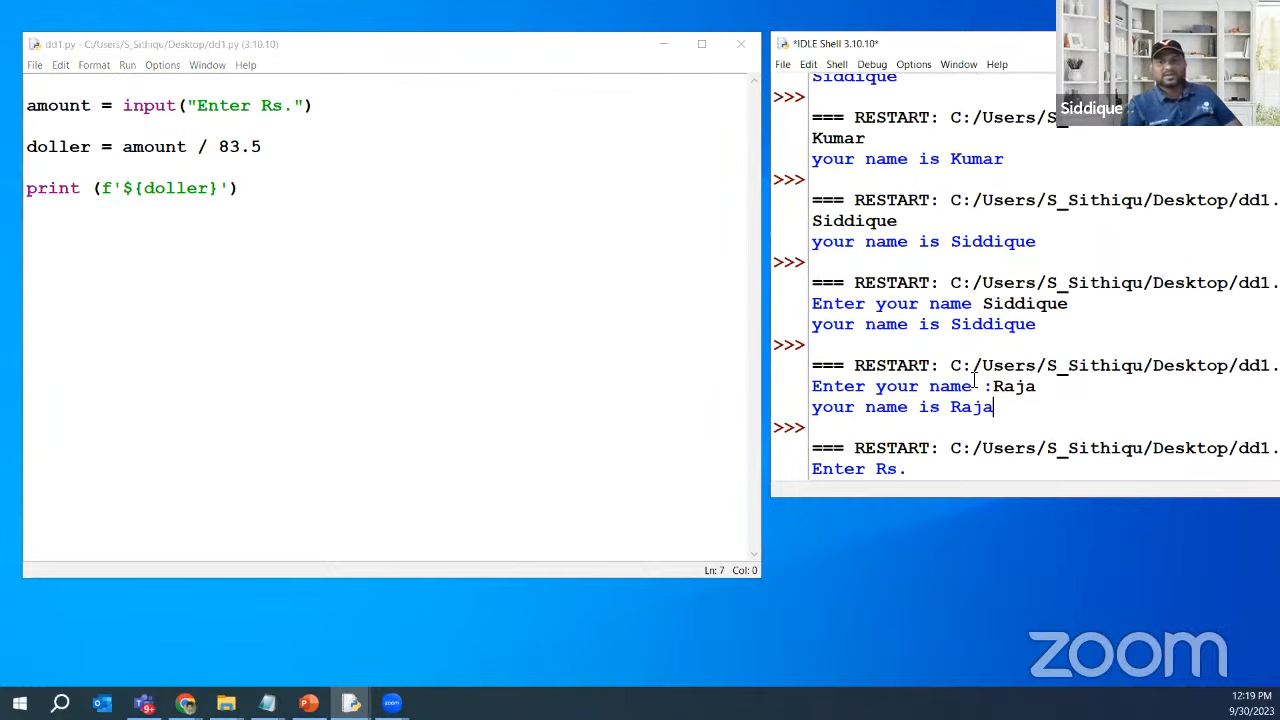 dd1.py - C:/Users/S_Sithiqu/Desktop/dd1.py (3.10.10)
File Edit Format Run Options Window Help
amount = input("Enter Rs.")
doller = amount / 83.5
print (f'${doller}')
Ln: 7 Col: 0
*IDLE Shell 3.10.10*
File Edit Shell Debug Options Window Help
Siddique
>>>
=== RESTART: C:/Users/S_
Kumar
your name is Kumar
>>>
=== RESTART: C:/Users/S_Sithiqu/Desktop/dd1.
Siddique
your name is Siddique
>>>
=== RESTART: C:/Users/S_Sithiqu/Desktop/dd1.
Enter your name Siddique
your name is Siddique
>>>
=== RESTART: C:/Users/S_Sithiqu/Desktop/dd1.
Enter your name :Raja
your name is Raja
>>>
=== RESTART: C:/Users/S_Sithiqu/Desktop/dd1.
Enter Rs.
Siddique
zoom
9+
zoom
12:19 PM
9/30/2023